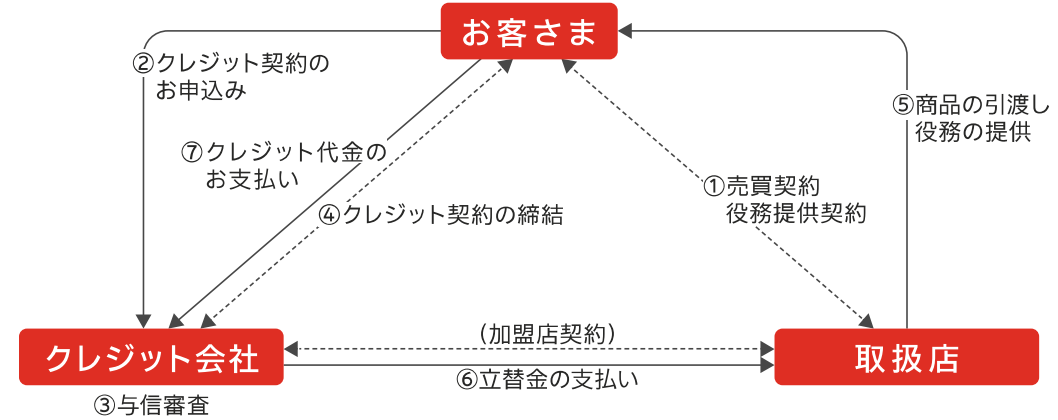 お客さま
②クレジット契約の
お申込み
⑤商品の引渡し
役務の提供
⑦クレジット代金の
お支払い
①売買契約
役務提供契約
④クレジット契約の締結
(加盟店契約)
クレジット会社
取扱店
⑥立替金の支払い
③与信審査